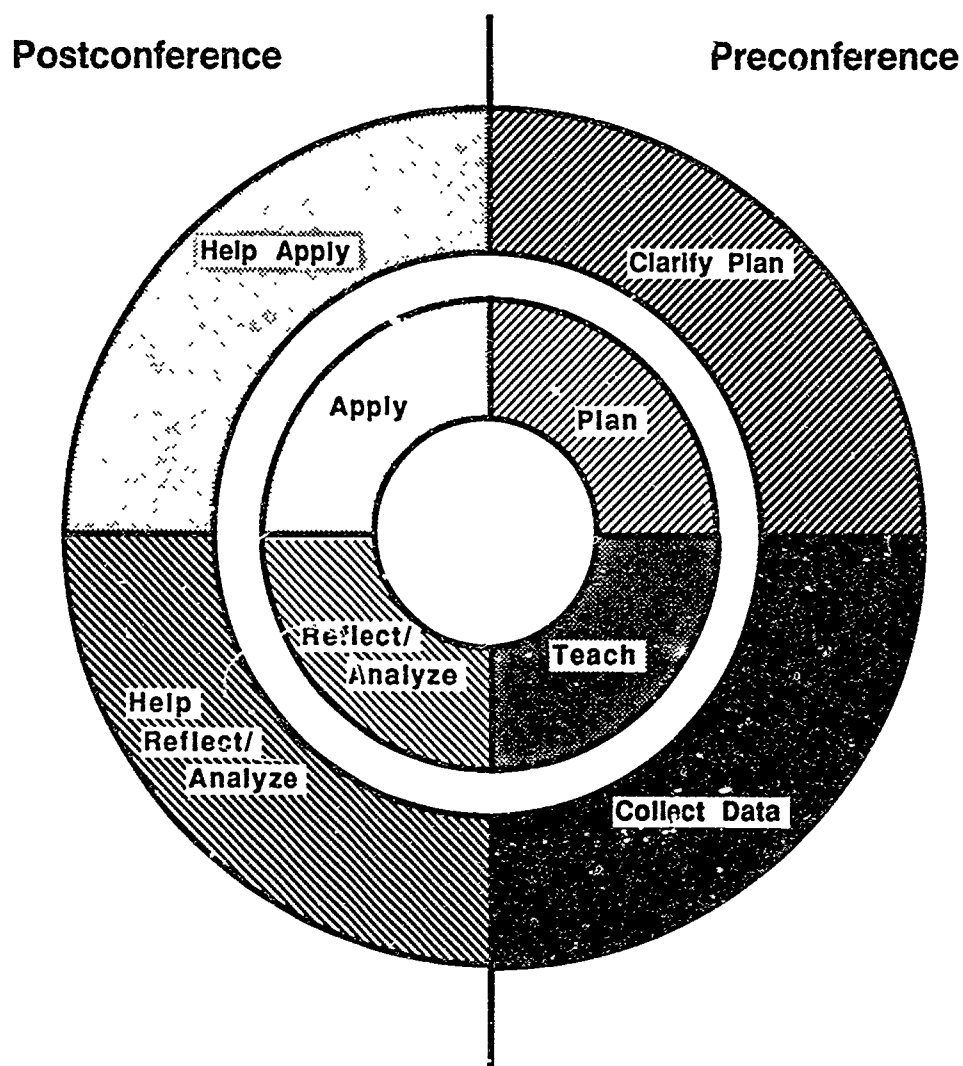 Postconference
Preconference
Help Apply
Clarify Plan
Apply
Plan
Reflect/
Analyze
Teach
Help
Reflect/
Analyze
Collect Data